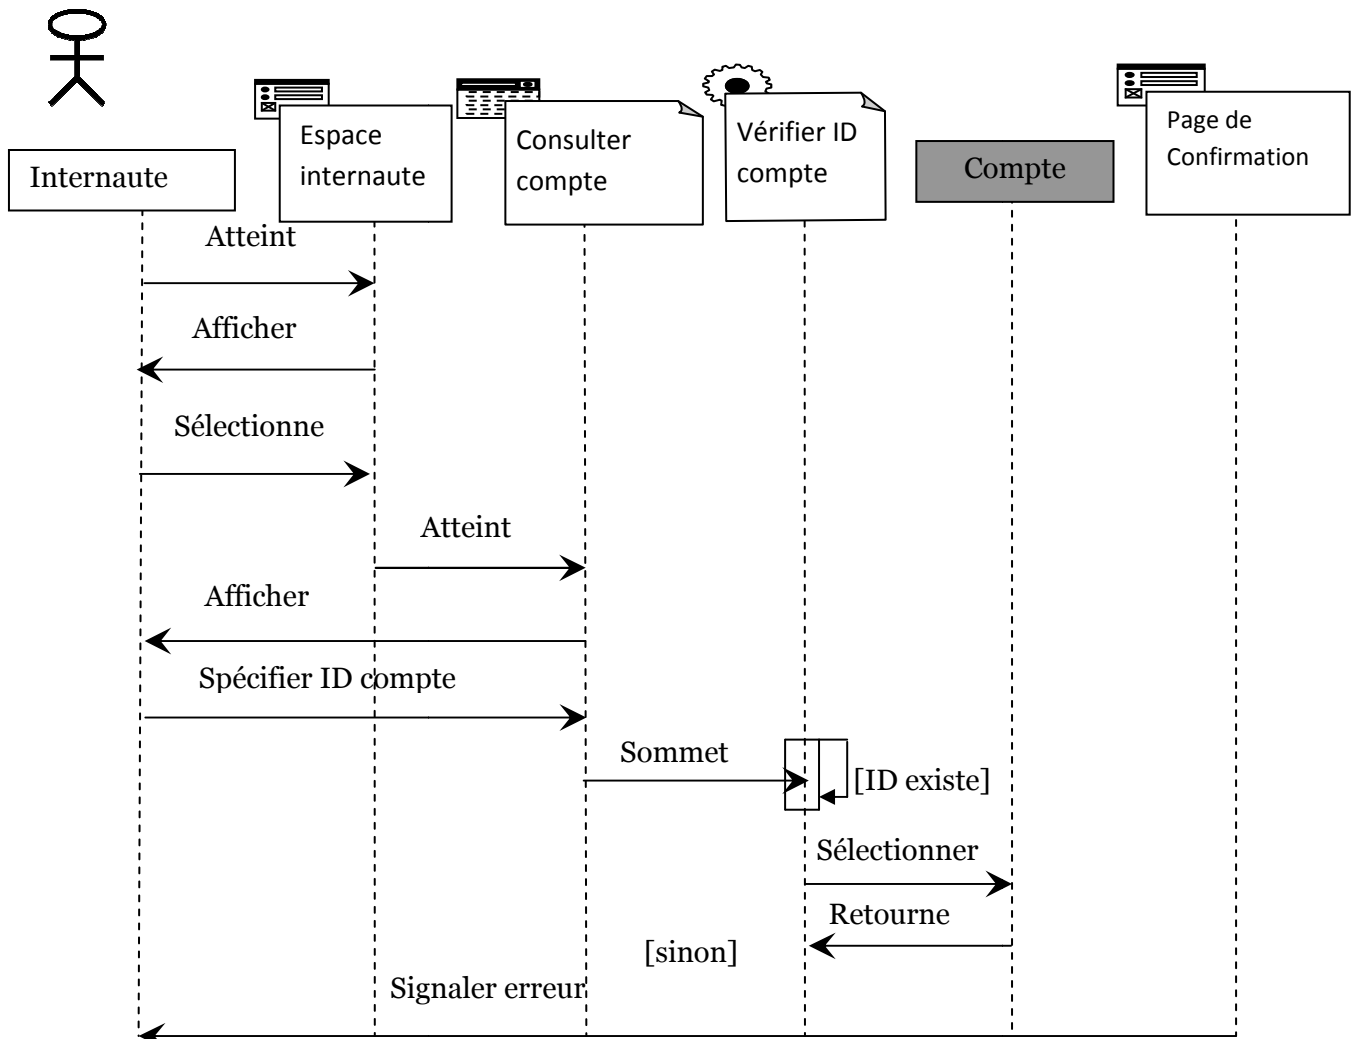 Internaute
Espace
internaute
Consulter
compte
Vérifier ID
compte
Compte
Page de
Confirmation
Atteint
Afficher
Sélectionne
Atteint
Afficher
Spécifier ID compte
Sommet
[ID existe]
Sélectionner
Retourne
[sinon]
Signaler erreur